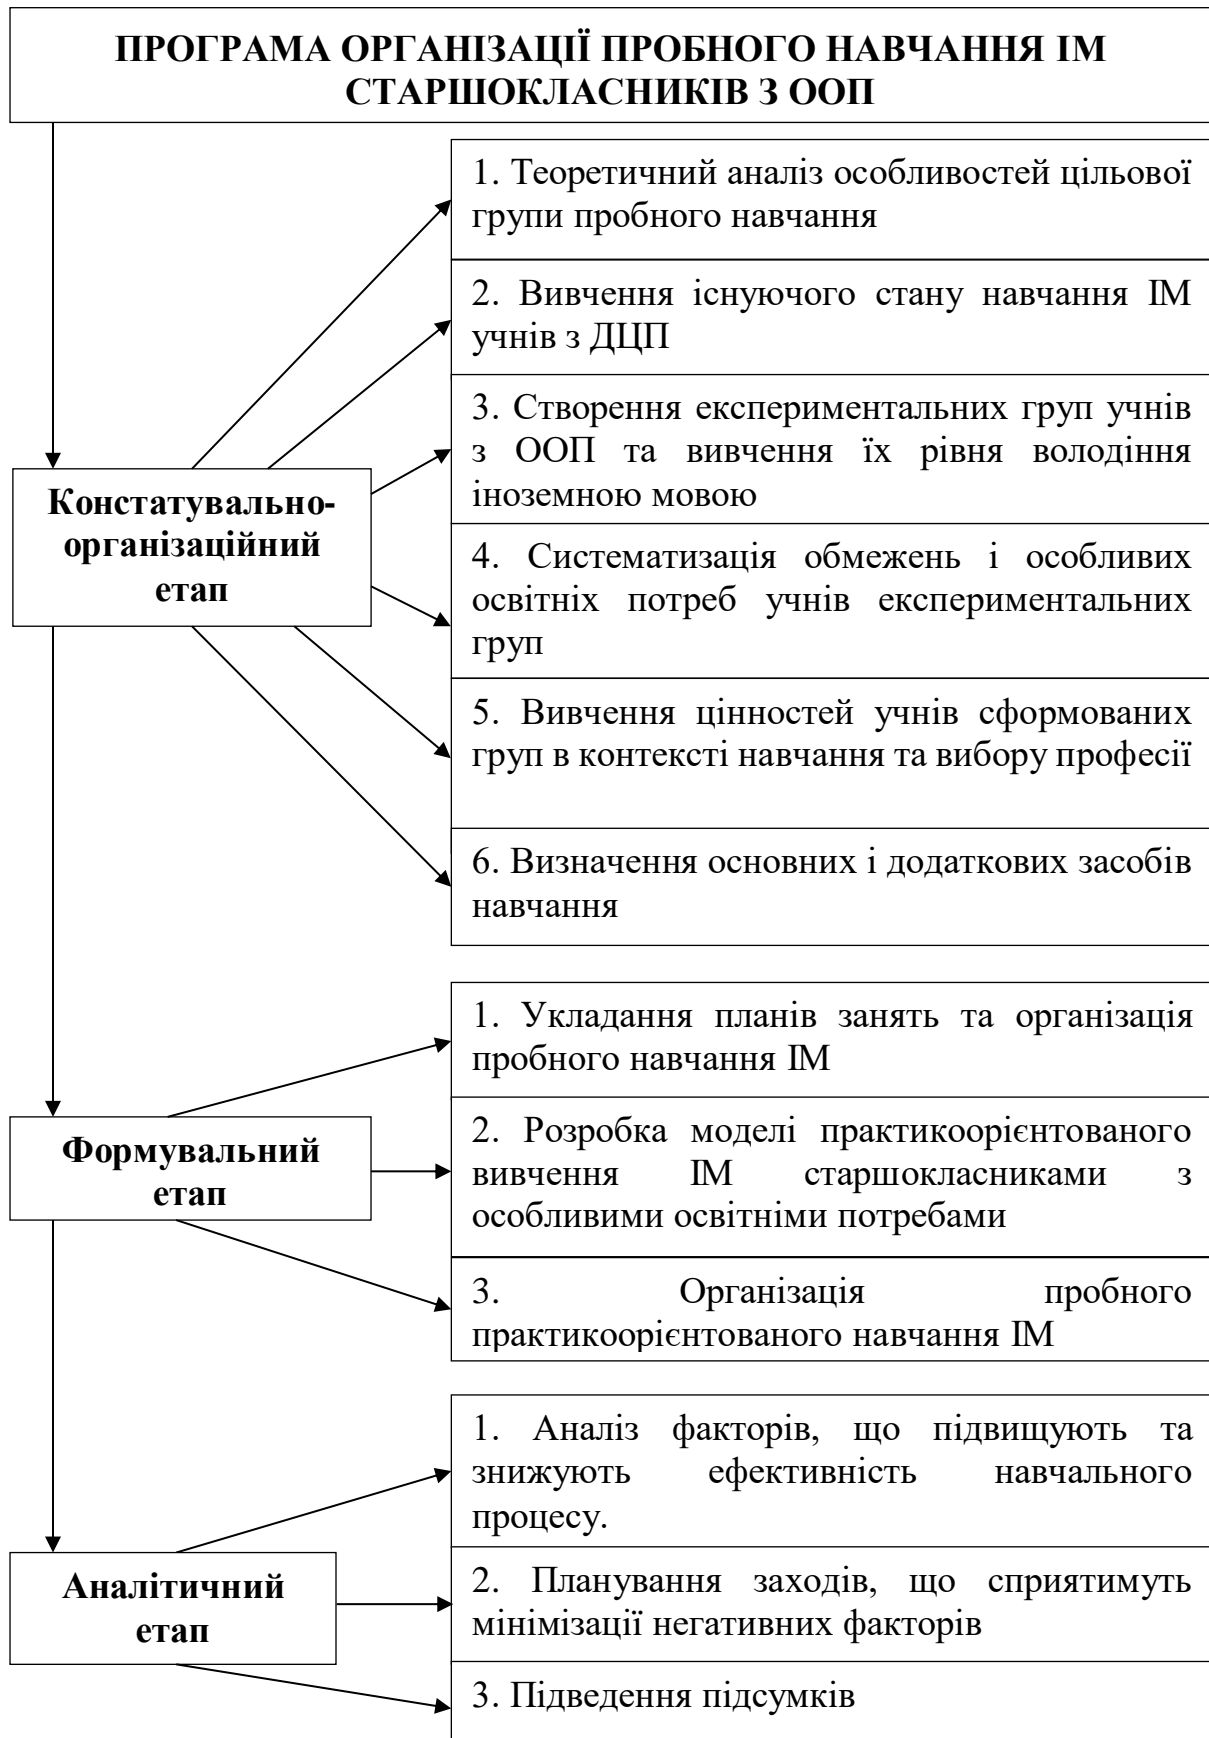 ПРОГРАМА ОРГАНІЗАЦІЇ ПРОБНОГО НАВЧАННЯ ІМ
СТАРШОКЛАСНИКІВ З ООП
1. Теоретичний аналіз особливостей цільової
групи пробного навчання
2. Вивчення існуючого стану навчання ІМ
учнів з ДЦП
3. Створення експериментальних груп учнів
з ООП та вивчення їх рівня володіння
іноземною мовою
Констатувально-
організаційний
етап
4. Систематизація обмежень і особливих
освітніх потреб учнів експериментальних
груп
5. Вивчення цінностей учнів сформованих
груп в контексті навчання та вибору професії
6. Визначення основних і додаткових засобів
навчання
1. Укладання планів занять та організація
пробного навчання ІМ
Формувальний
етап
2. Розробка моделі практикоорієнтованого
вивчення ІМ старшокласниками з
особливими освітніми потребами
3. Організація пробного
практикоорієнтованого навчання ІМ
1. Аналіз факторів, що підвищують та
знижують ефективність навчального
процесу.
Аналітичний
етап
2. Планування заходів, що сприятимуть
мінімізації негативних факторів
3. Підведення підсумків